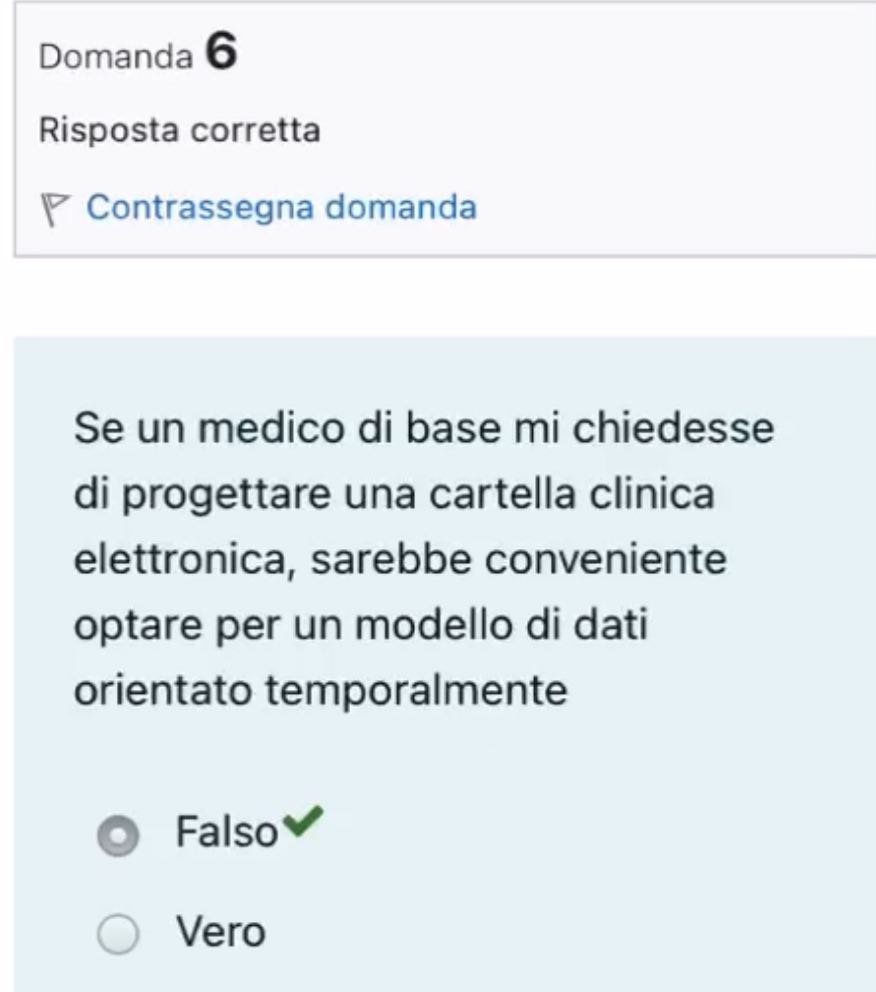 Domanda 6
Risposta corretta
Contrassegna domanda
Se un medico di base mi chiedesse
di progettare una cartella clinica
elettronica, sarebbe conveniente
optare per un modello di dati
orientato temporalmente
Falso
Vero